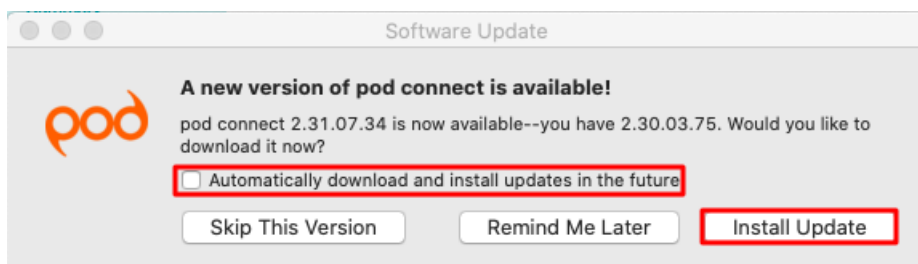 Software Update
A new version of pod connect is available!
pod
pod connect 2.31.07.34 is now available--you have 2.30.03.75. Would you like to
download it now?
Automatically download and install updates in the future
Skip This Version
Remind Me Later
Install Update